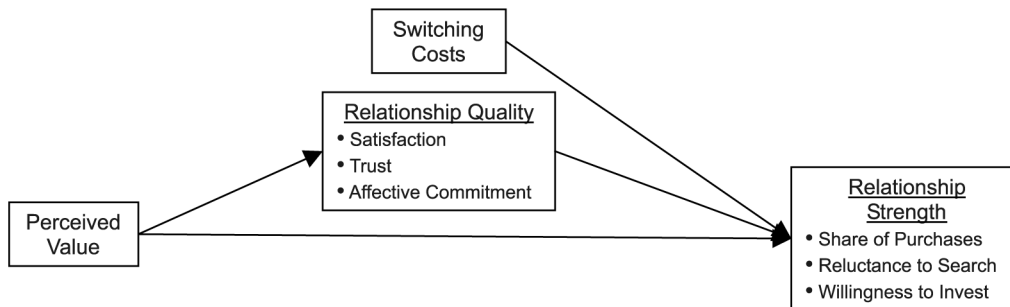 Switching
Costs
Relationship Quality
• Satisfaction
• Trust
• Affective Commitment
Perceived
Value
Relationship
Strength
• Share of Purchases
• Reluctance to Search
• Willingness to Invest